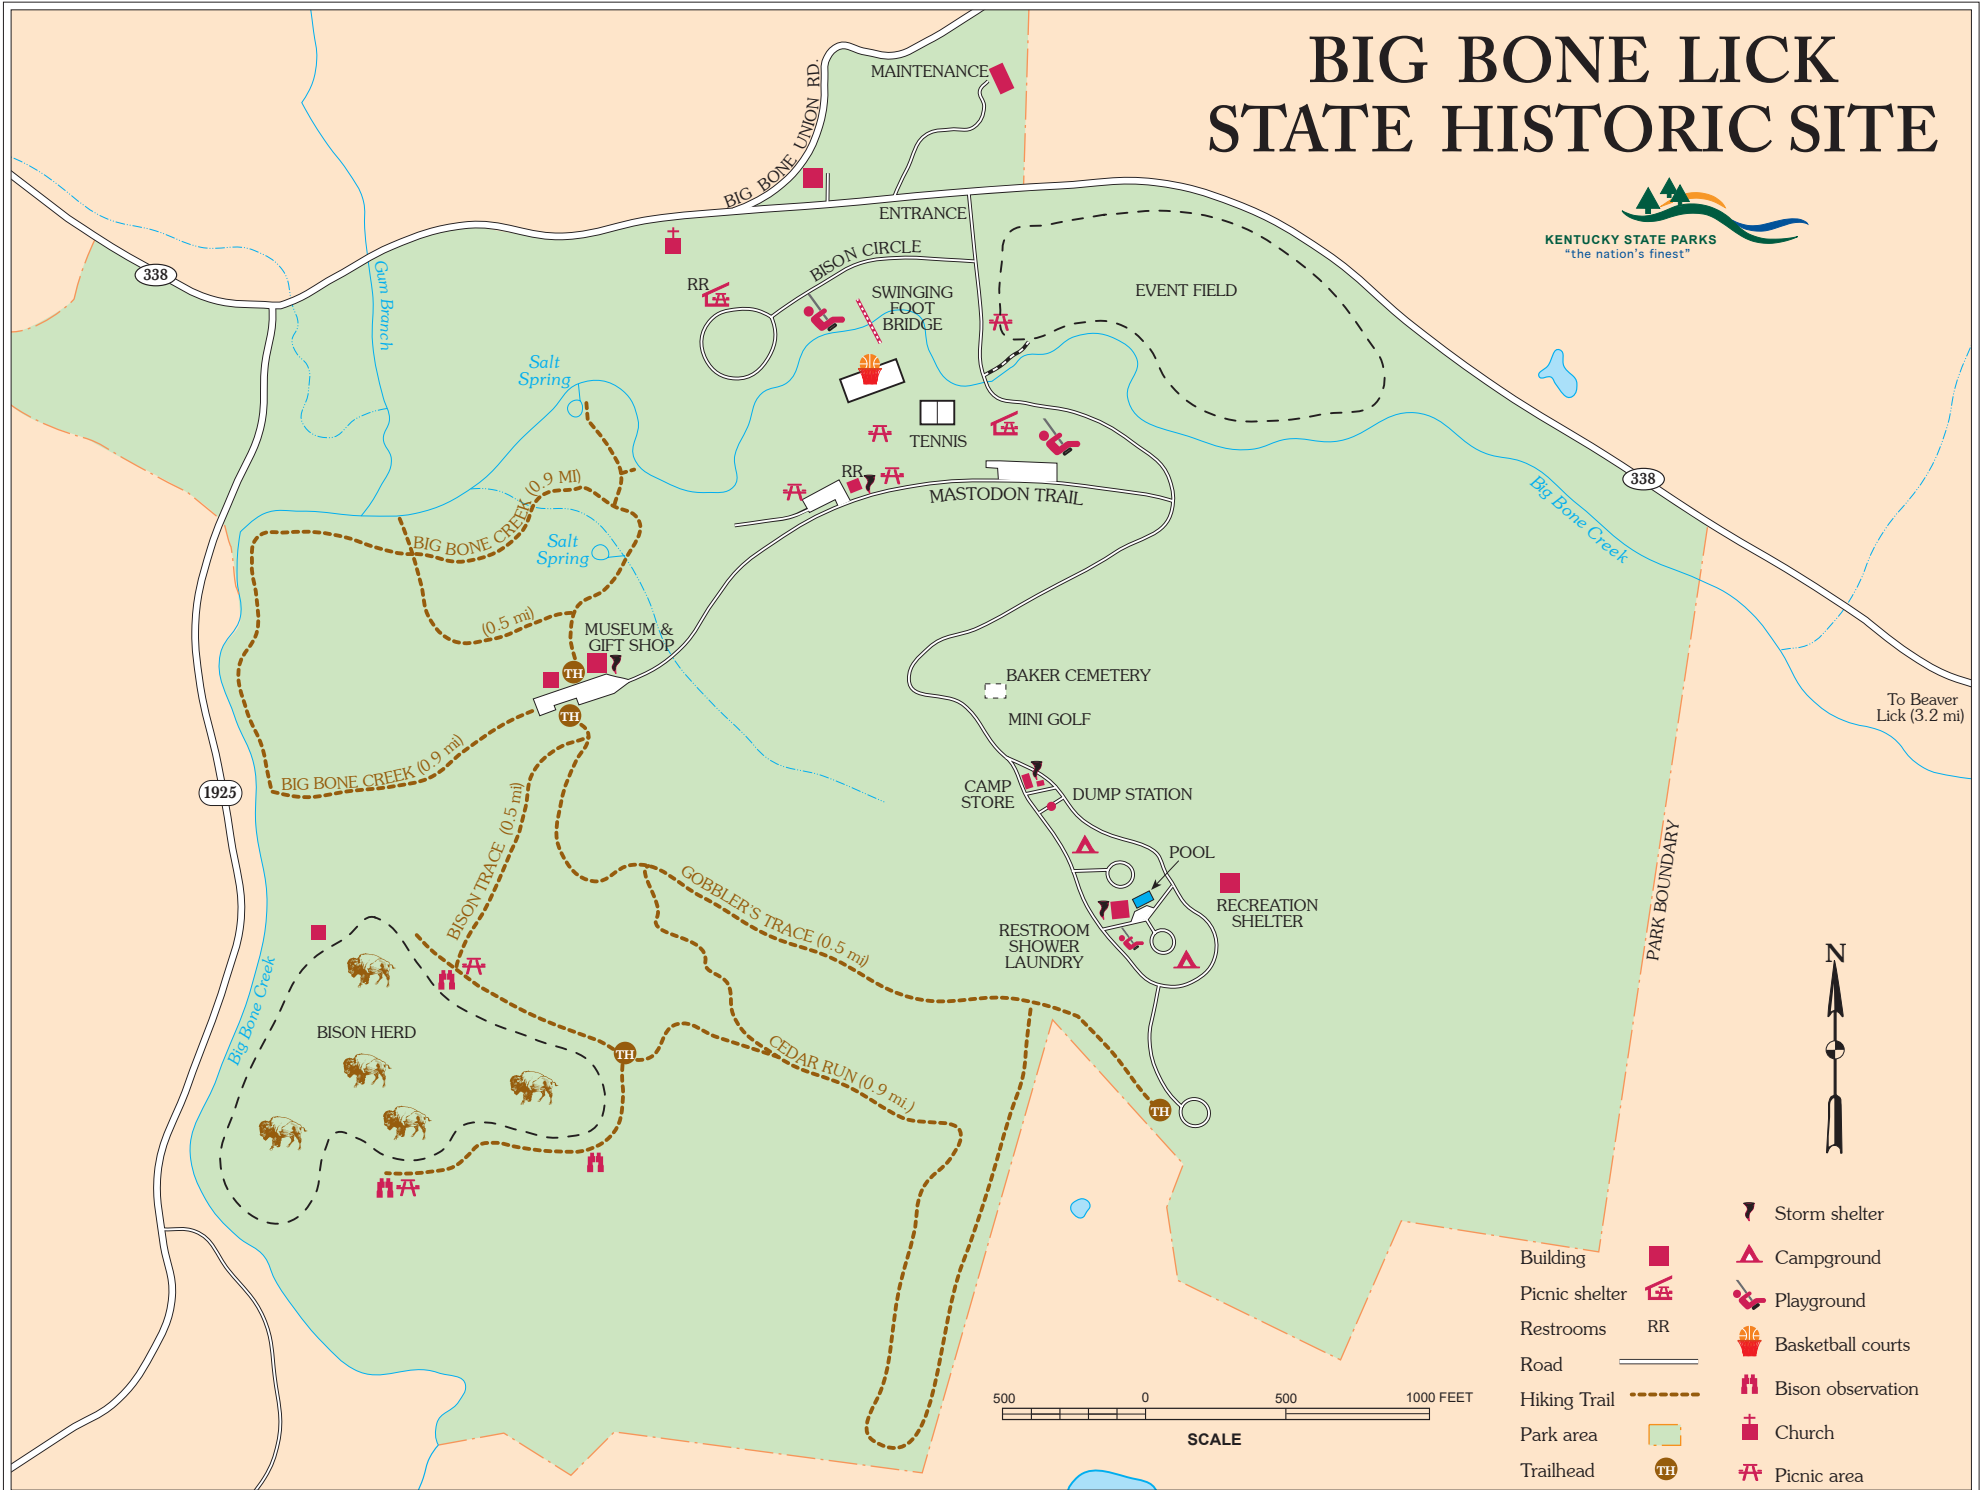 BIG BONE LICK
STATE HISTORIC SITE
KENTUCKY STATE PARKS
“the nation's finest”
MAINTENANCE
BIG BONE UNION RD.
ENTRANCE
BISON CIRCLE
RR
SWINGING
FOOT
BRIDGE
EVENT FIELD
338
Gum Branch
Salt
Spring
TENNIS
RR
MASTODON TRAIL
338
Big Bone Creek
BIG BONE CREEK (0.9 MI)
Salt
Spring
(0.5 mi)
MUSEUM &
GIFT SHOP
TH
TH
BAKER CEMETERY
MINI GOLF
To Beaver
Lick (3.2 mi)
BIG BONE CREEK (0.9 mi)
1925
CAMP
STORE
DUMP STATION
BISON TRACE (0.5 mi)
POOL
GOBBLER'S TRACE (0.5 mi)
RECREATION
SHELTER
RESTROOM
SHOWER
LAUNDRY
PARK BOUNDARY
Big Bone Creek
BISON HERD
TH
CEDAR RUN (0.9 mi.)
TH
N
Storm shelter
Building
Campground
Picnic shelter
Playground
Restrooms RR
Basketball courts
Road
Bison observation
Hiking Trail
Church
Park area
Trailhead TH
Picnic area
500 0 500 1000 FEET
SCALE